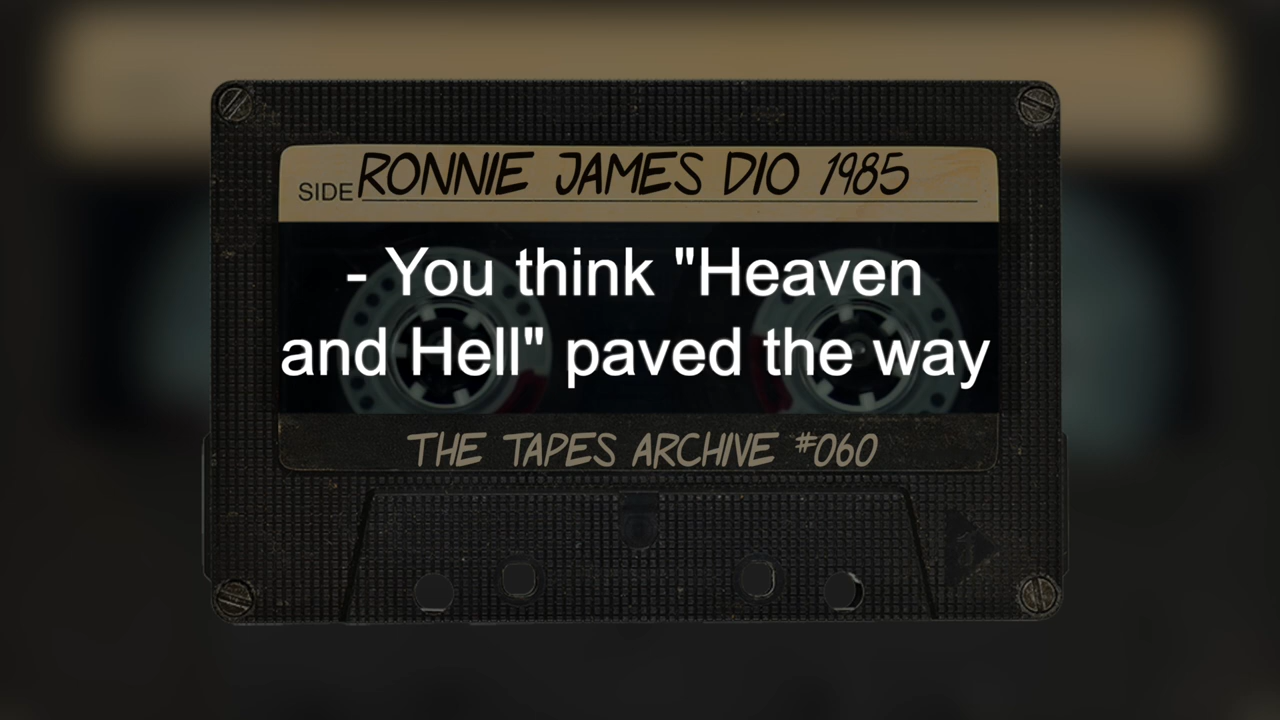 SIDE RONNIE JAMES DIO 1985
- You think "Heaven
and Hell" paved the way
THE TAPES ARCHIVE #060